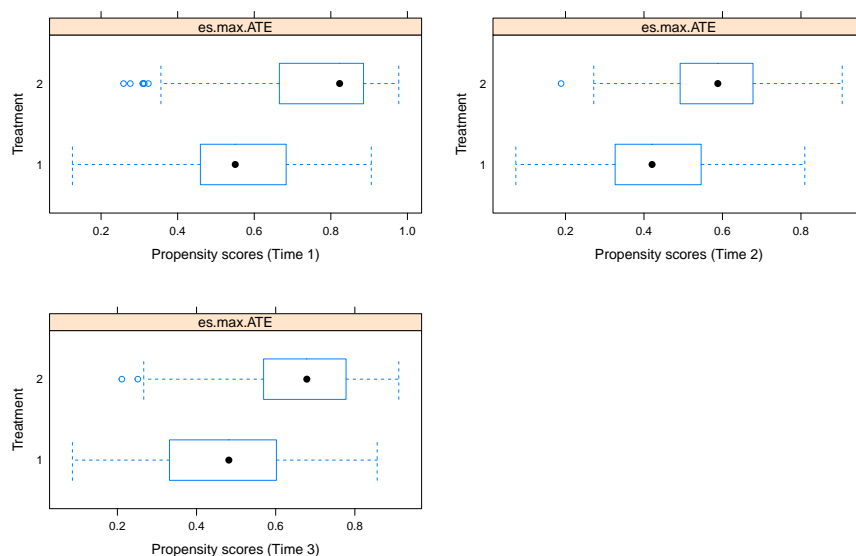 es.max.ATE
Treatment
2
1
0.2 0.4 0.6 0.8 1.0
Propensity scores (Time 1)
es.max.ATE
Treatment
2
1
0.2 0.4 0.6 0.8
Propensity scores (Time 2)
es.max.ATE
Treatment
2
1
0.2 0.4 0.6 0.8
Propensity scores (Time 3)